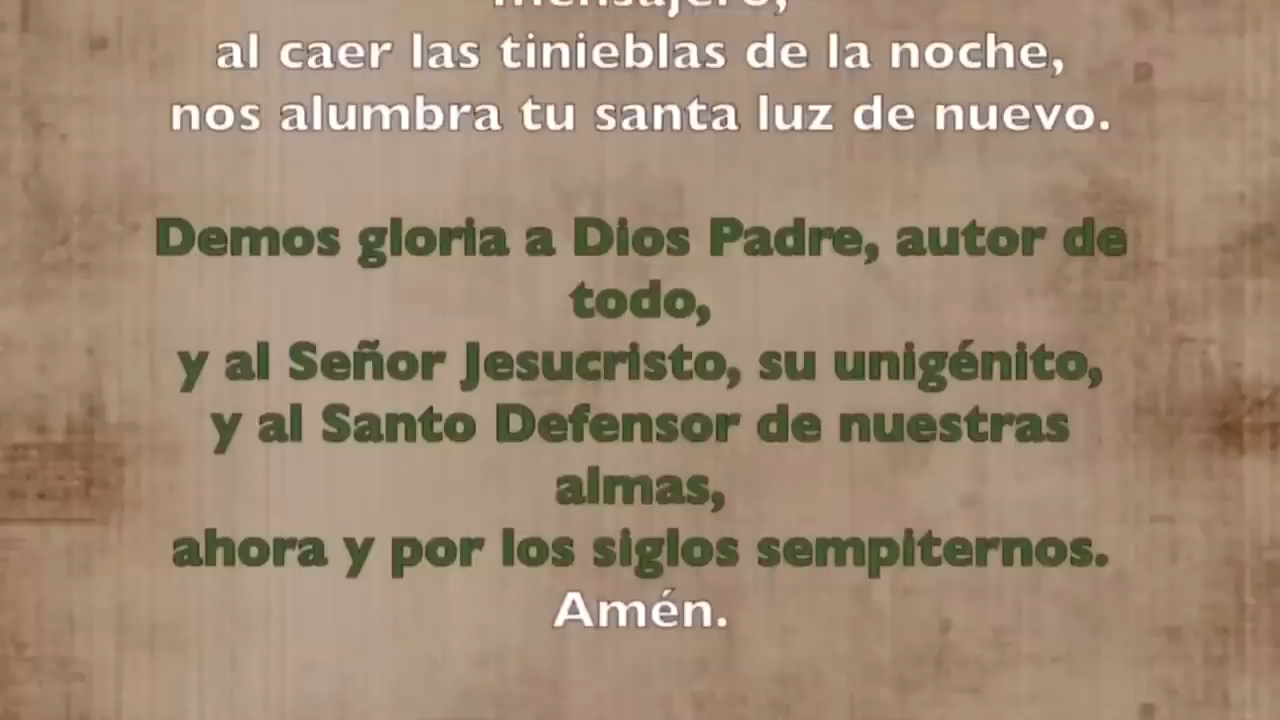 mensajero,
al caer las tinieblas de la noche,
nos alumbra tu santa luz de nuevo.
Demos gloria a Dios Padre, autor de
todo,
y al Señor Jesucristo, su unigénito,
y al Santo Defensor de nuestras
almas,
ahora y por los siglos sempiternos.
Amén.